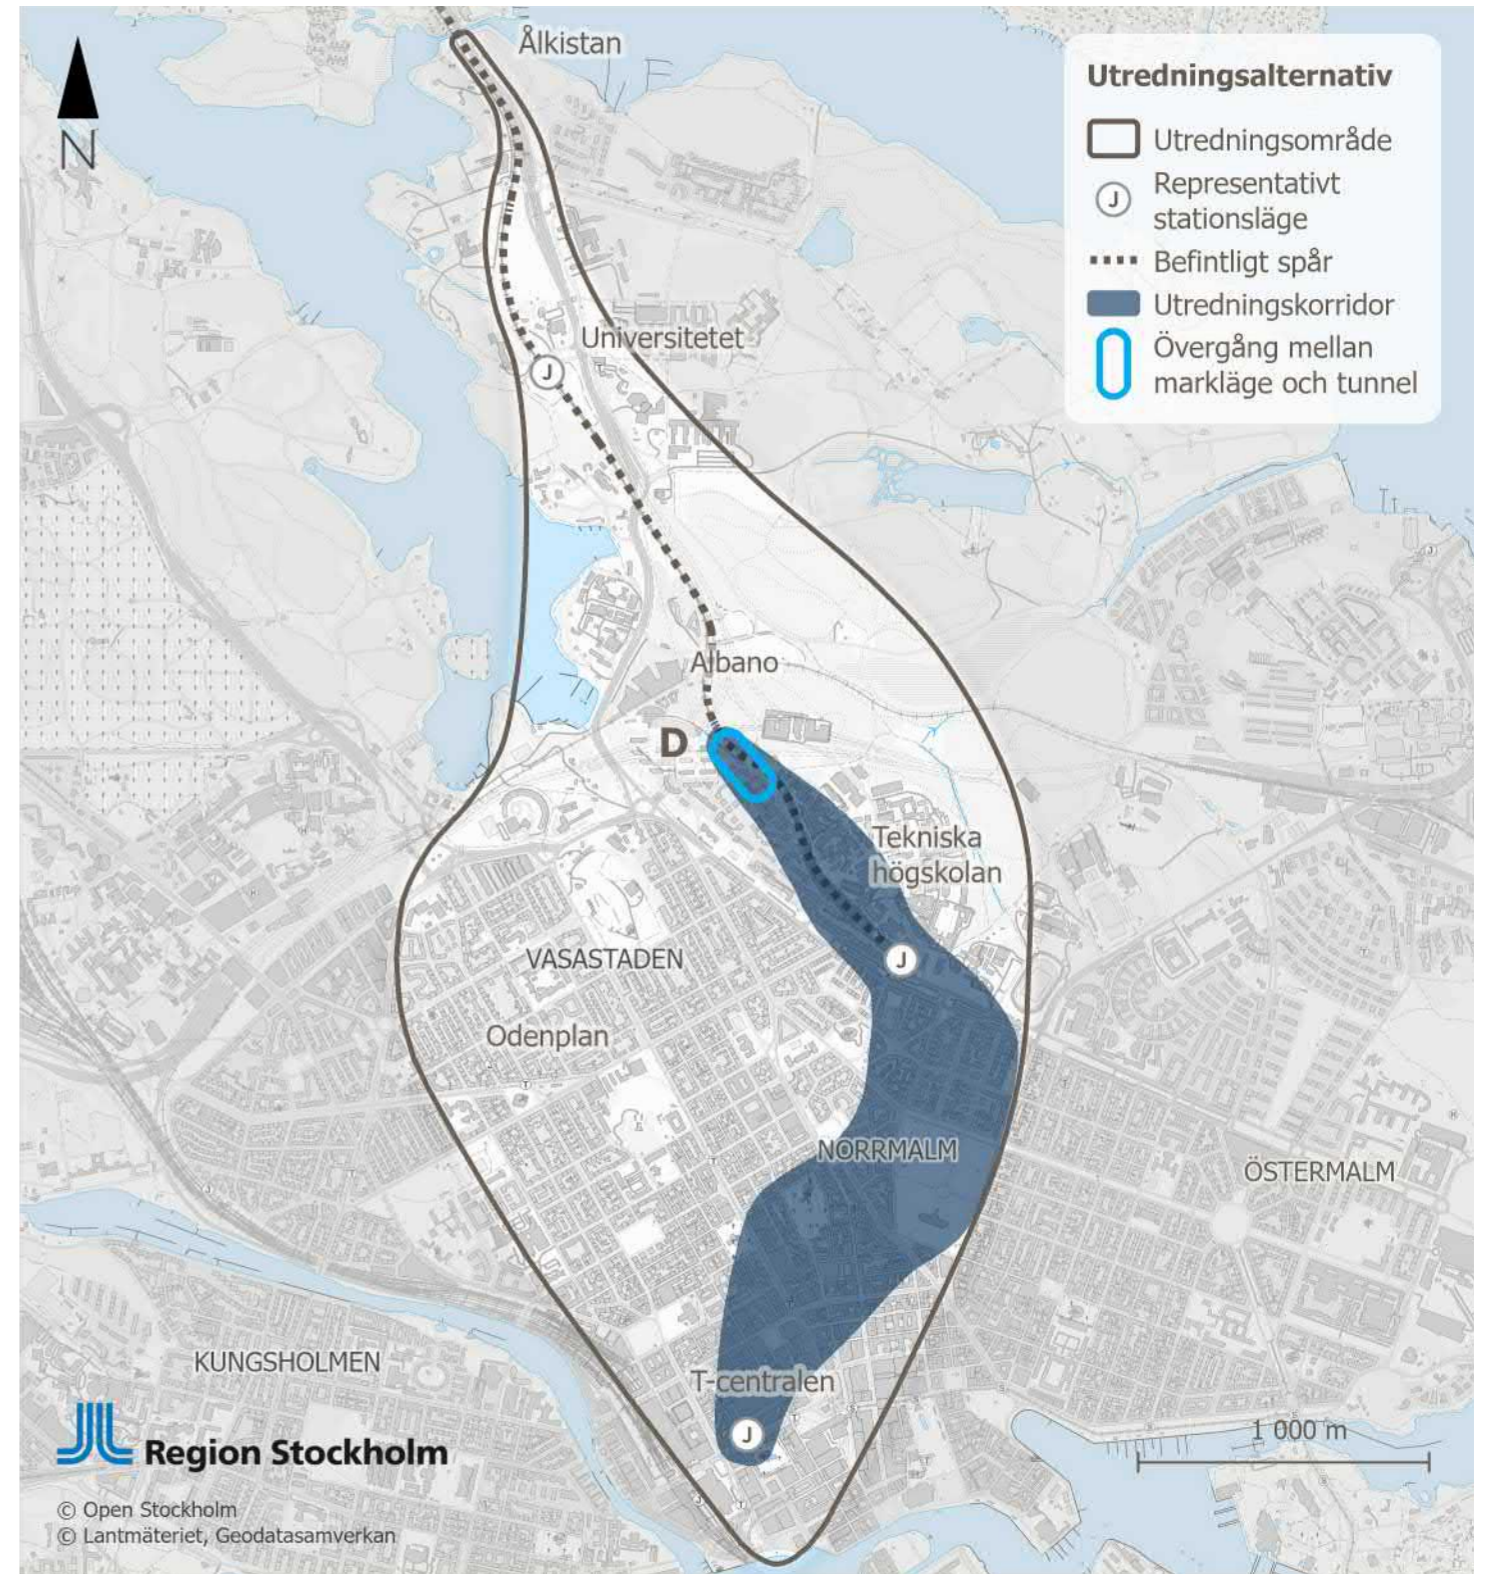 Ålkistan
Utredningsalternativ
Utredningsområde
J
Representativt
stationsläge
Befintligt spår
Utredningskorridor
Övergång mellan
markläge och tunnel
N
Universitetet
J
Albano
D
Tekniska
högskolan
J
VASASTADEN
Odenplan
NORRMALM
ÖSTERMALM
KUNGSHOLMEN
T-centralen
J
1 000 m
Region Stockholm
© Open Stockholm
© Lantmäteriet, Geodatasamverkan